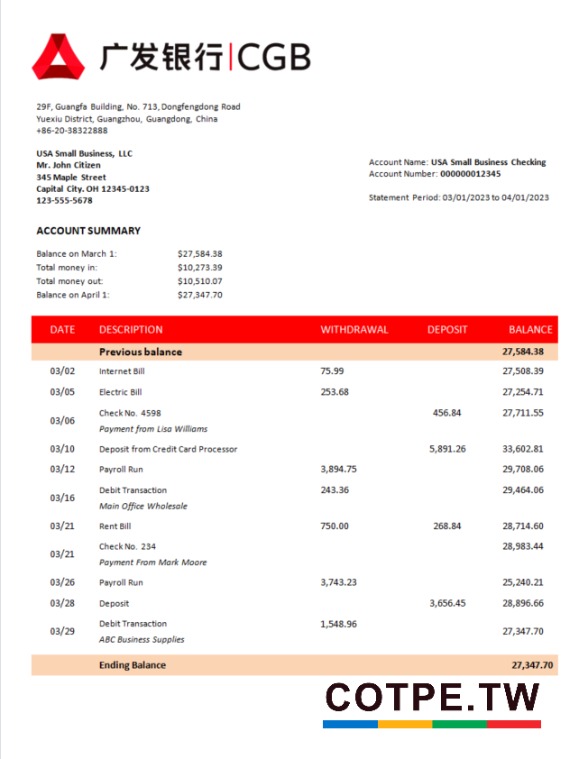 广发银行|CGB
29F, Guangfa Building, No. 713, Dongfengdong Road
Yuexiu District, Guangzhou, Guangdong, China
+86-20-38322888
USA Small Business, LLC
Mr. John Citizen
345 Maple Street
Capital City. OH 12345-0123
123-555-5678
Account Name: USA Small Business Checking
Account Number: 000000012345
Statement Period: 03/01/2023 to 04/01/2023
ACCOUNT SUMMARY
Balance on March 1: $27,584.38
Total money in: $10,273.39
Total money out: $10,510.07
Balance on April 1: $27,347.70
DATE DESCRIPTION WITHDRAWAL DEPOSIT BALANCE
Previous balance 27,584.38
03/02 Internet Bill 75.99 27,508.39
03/05 Electric Bill 253.68 27,254.71
03/06 Check No. 4598 456.84 27,711.55
Payment from Lisa Williams
03/10 Deposit from Credit Card Processor 5,891.26 33,602.81
03/12 Payroll Run 3,894.75 29,708.06
03/16 Debit Transaction 243.36 29,464.06
Main Office Wholesale
03/21 Rent Bill 750.00 268.84 28,714.60
03/21 Check No. 234 28,983.44
Payment From Mark Moore
03/26 Payroll Run 3,743.23 25,240.21
03/28 Deposit 3,656.45 28,896.66
03/29 Debit Transaction 1,548.96 27,347.70
ABC Business Supplies
Ending Balance 27,347.70
COTPE.TW